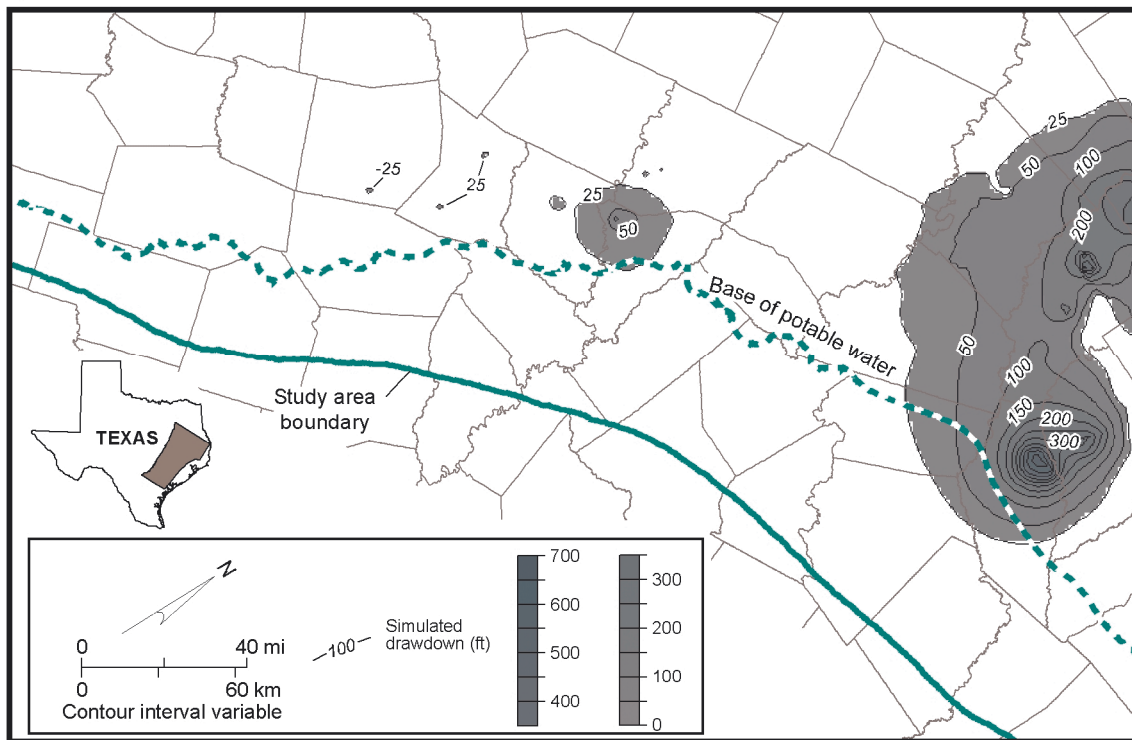 25
50
100
-25
25
25
200
50
Base of potable water
50
100
Study area
boundary
150
200
300
TEXAS
N
0
40 mi
0
60 km
Contour interval variable
100
Simulated
drawdown (ft)
700
600
500
400
300
200
100
0